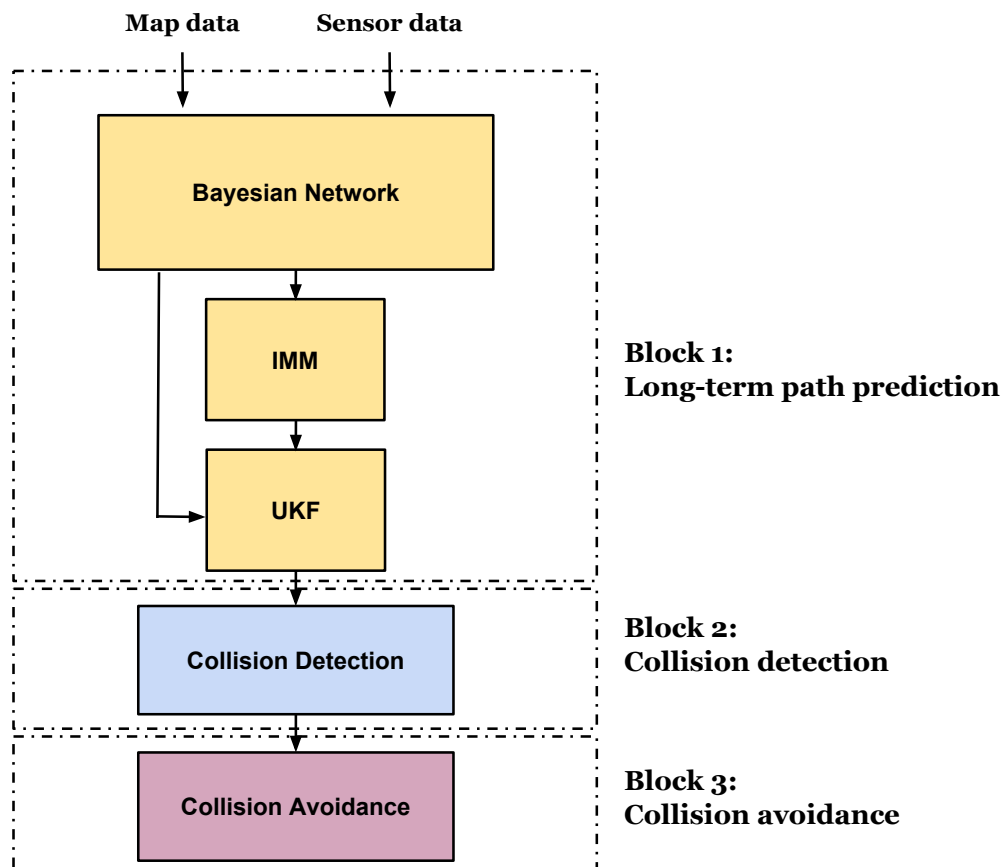 Map data
Sensor data
Bayesian Network
IMM
Block 1:
Long-term path prediction
UKF
Collision Detection
Block 2:
Collision detection
Collision Avoidance
Block 3:
Collision avoidance